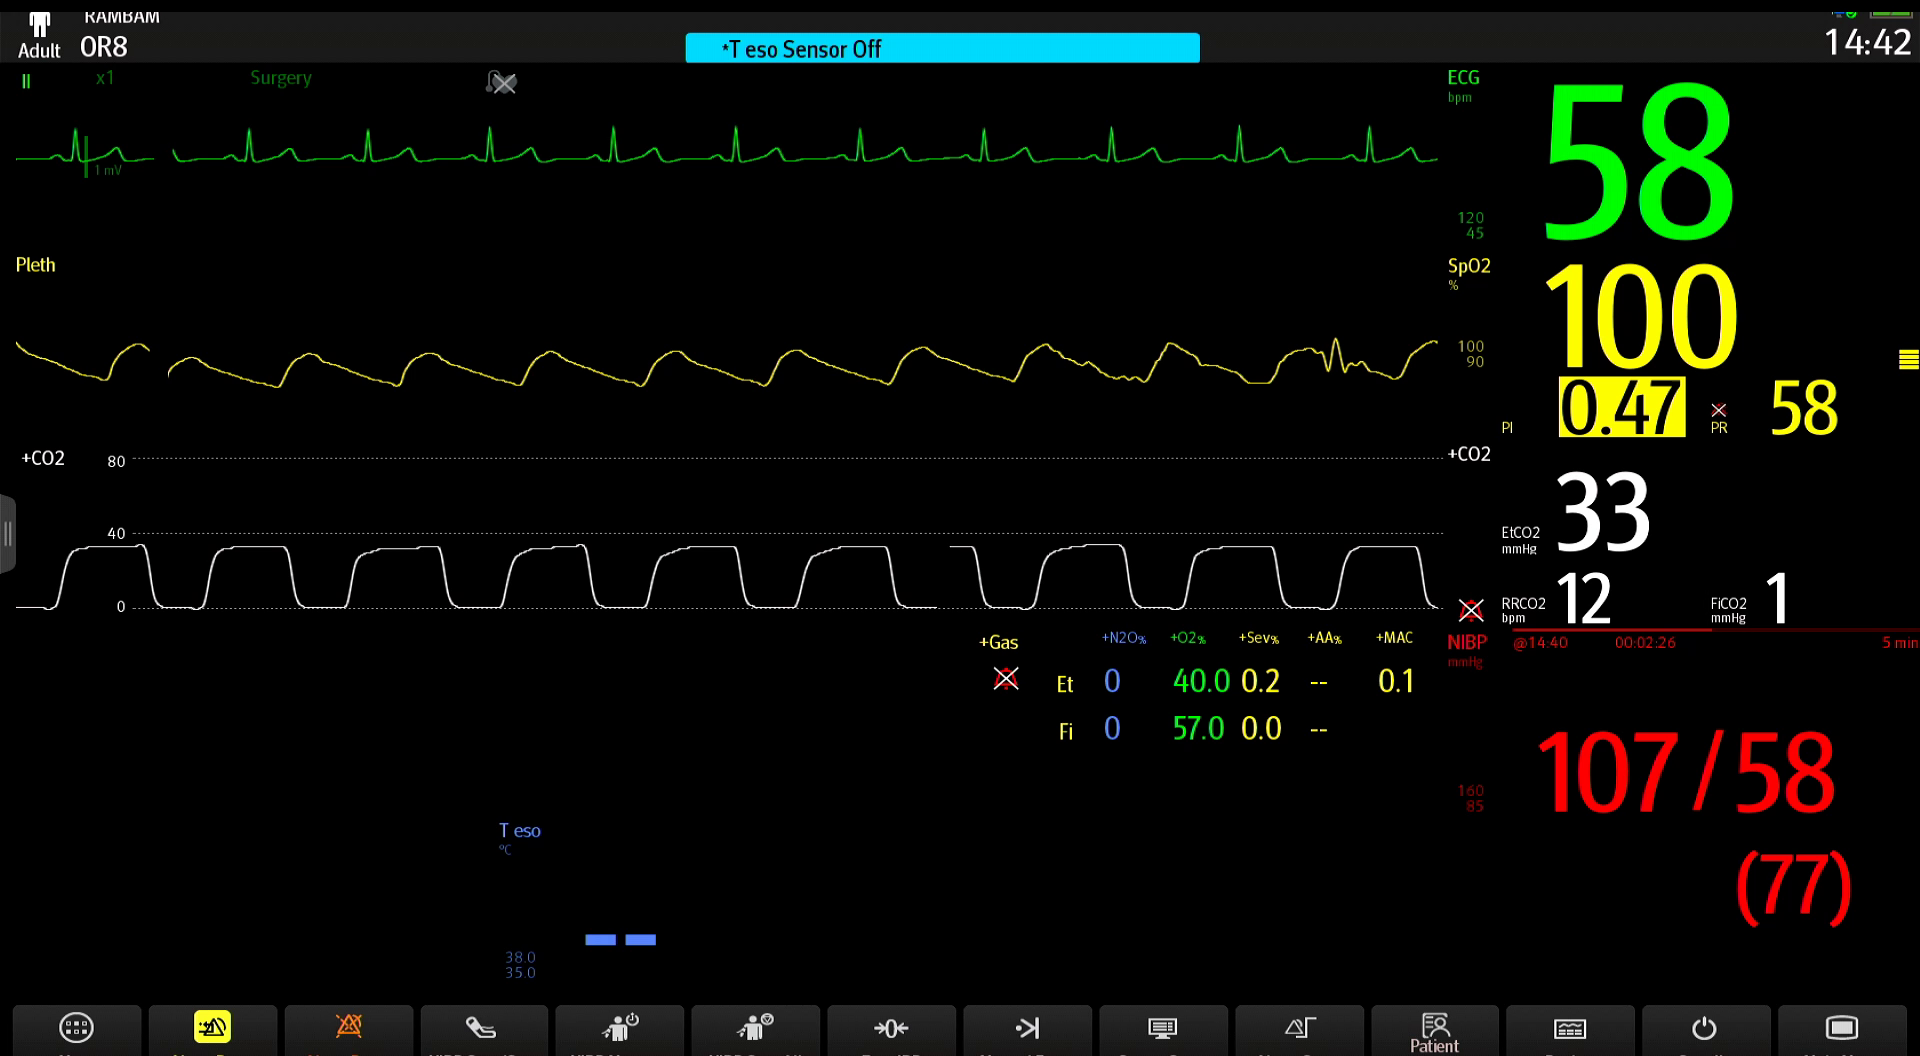 RAMBAM
Adult OR8
*T eso Sensor Off
14:42
II x1 Surgery
1 mV
ECG
bpm
58
120
45
Pleth
SpO2
%
100
100
90
PI 0.47 PR 58
+CO2 80
40
0
+CO2
EtCO2
mmHg
33
RRCO2
bpm
12
FiCO2
mmHg
1
+Gas +N2O% +O2% +Sev% +AA% +MAC
Et 0 40.0 0.2 -- 0.1
Fi 0 57.0 0.0 --
NIBP @14:40 00:02:26 5 min
mmHg
107/58
160
85
(77)
T eso
°C
38.0
35.0
Patient